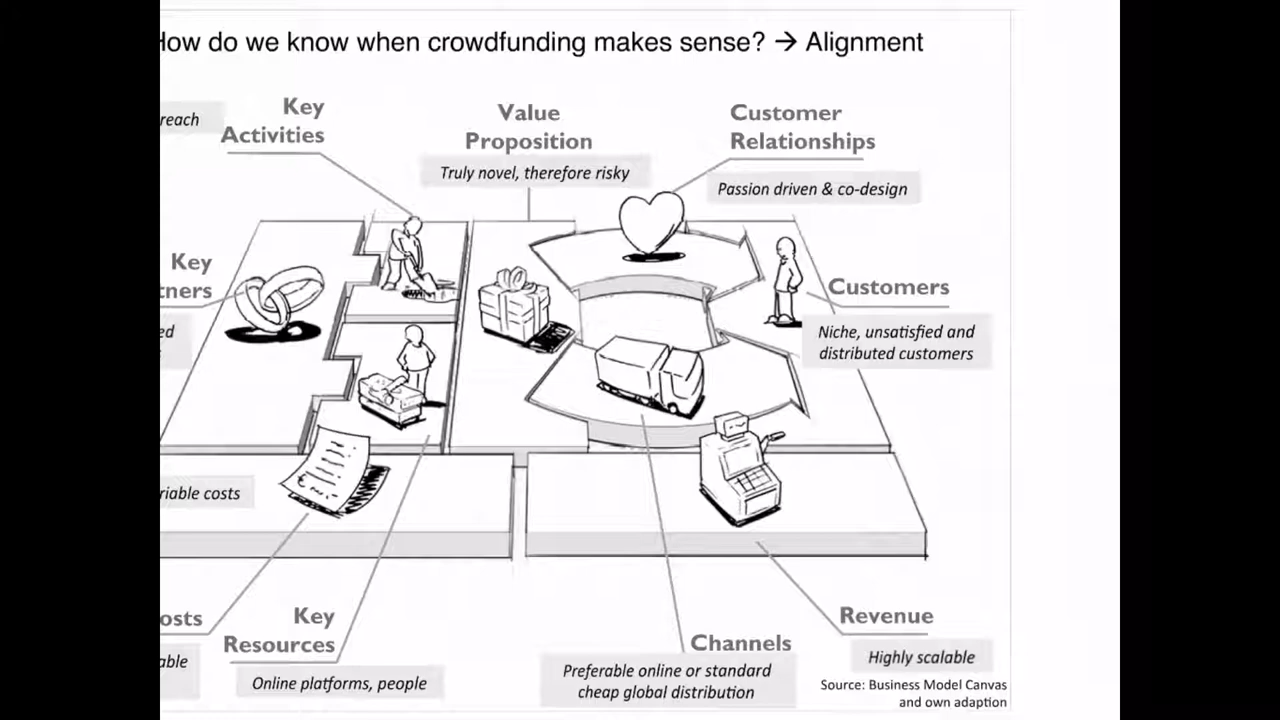 How do we know when crowdfunding makes sense? → Alignment
Key
Activities
reach
Value
Proposition
Truly novel, therefore risky
Customer
Relationships
Passion driven & co-design
Key
tners
ed
Customers
Niche, unsatisfied and
distributed customers
riable costs
osts
able
Key
Resources
Online platforms, people
Channels
Preferable online or standard
cheap global distribution
Revenue
Highly scalable
Source: Business Model Canvas
and own adaption